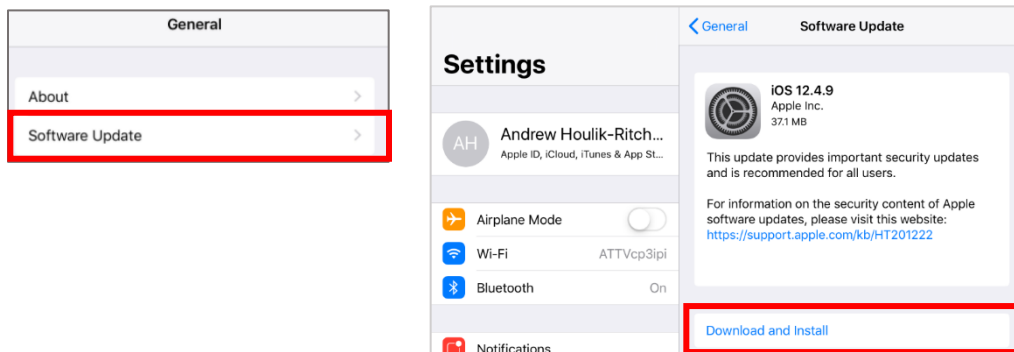 General
About
Software Update
Settings
AH
Andrew Houlik-Ritch...
Apple ID, iCloud, iTunes & App St...
Airplane Mode
Wi-Fi ATTVcp3ipi
Bluetooth On
Notifications
General Software Update
iOS 12.4.9
Apple Inc.
37.1 MB
This update provides important security updates
and is recommended for all users.
For information on the security content of Apple
software updates, please visit this website:
https://support.apple.com/kb/HT201222
Download and Install